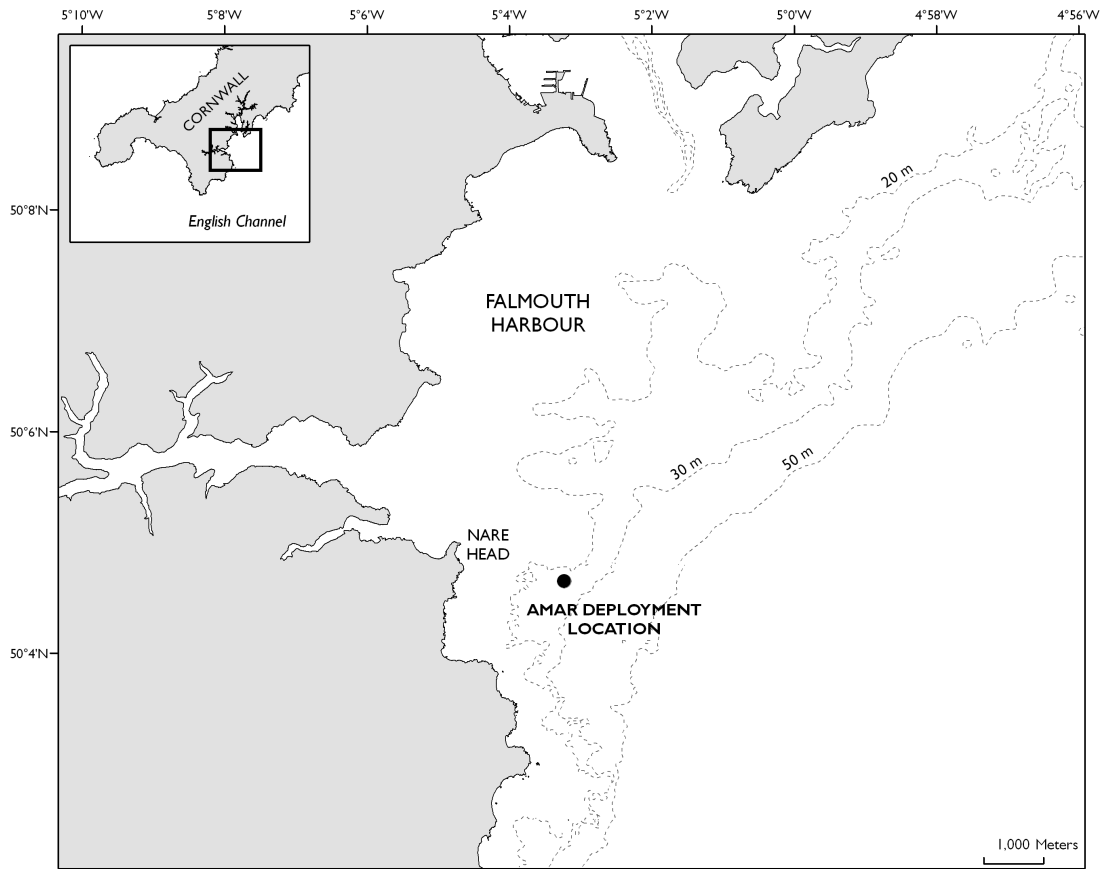 5°10'W
5°8'W
5°6'W
5°4'W
5°2'W
5°0'W
4°58'W
4°56'W
CORNWALL
English Channel
20 m
50°8'N
FALMOUTH
HARBOUR
50°6'N
30 m
50 m
NARE
HEAD
AMAR DEPLOYMENT
LOCATION
50°4'N
1,000 Meters